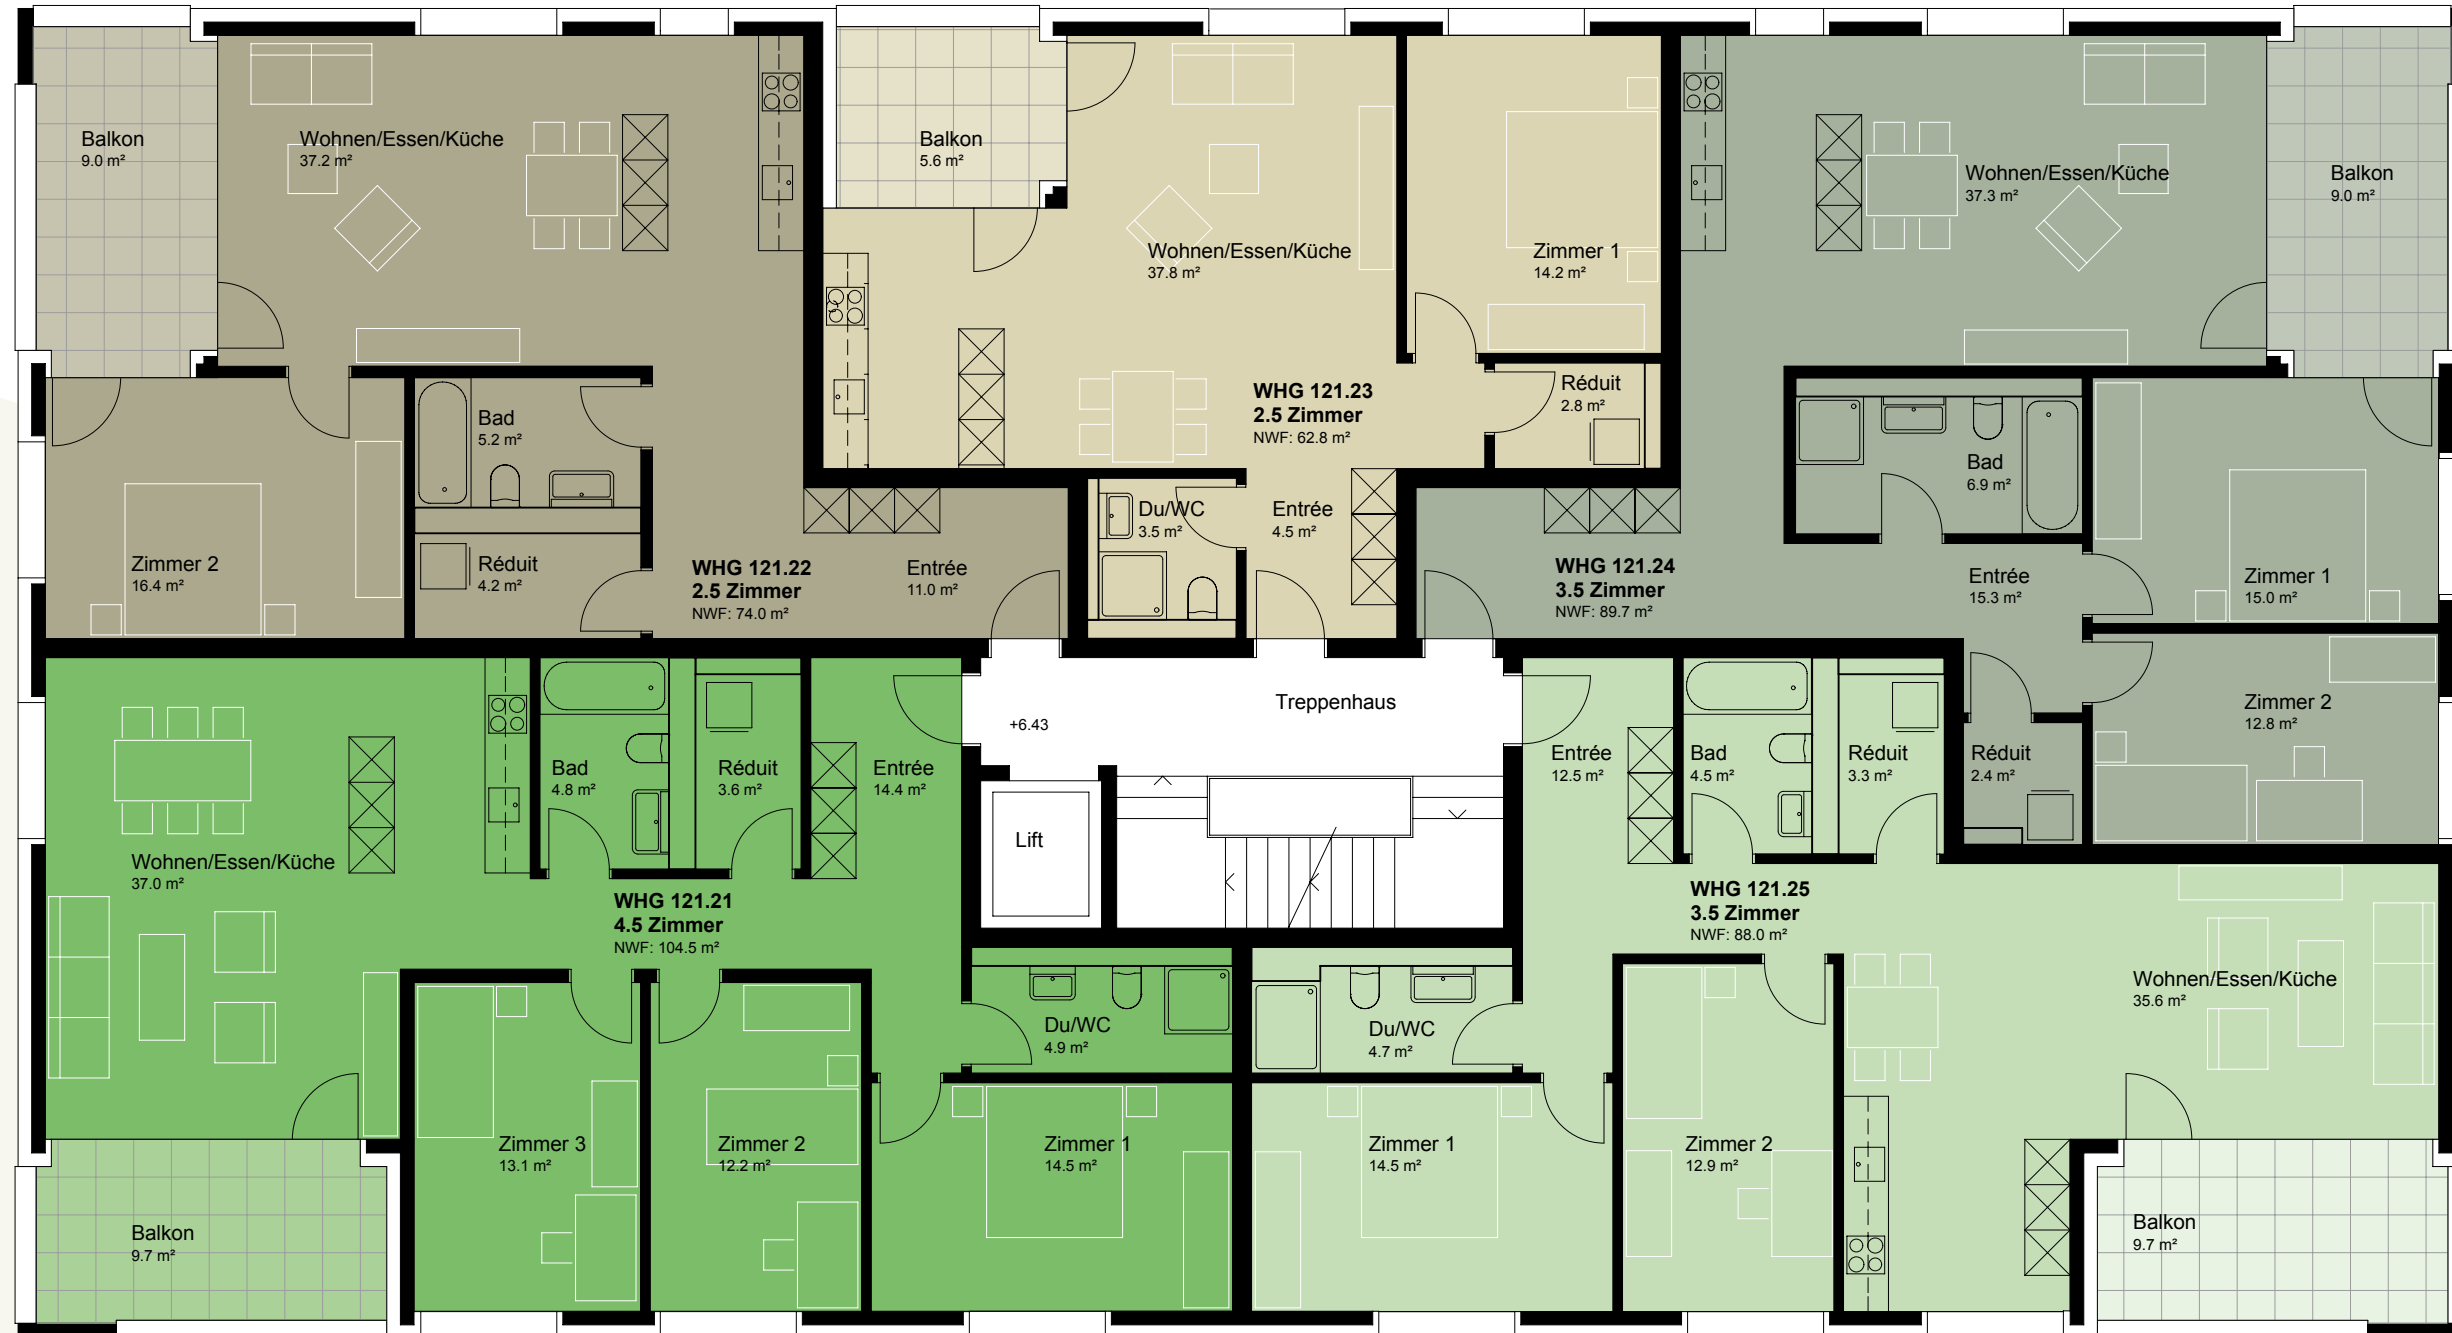 Balkon
9.0 m²
Wohnen/Essen/Küche
37.2 m²
Zimmer 2
16.4 m²
Bad
5.2 m²
Réduit
4.2 m²
WHG 121.22
2.5 Zimmer
NWF: 74.0 m²
Entrée
11.0 m²
Balkon
5.6 m²
Wohnen/Essen/Küche
37.8 m²
Zimmer 1
14.2 m²
WHG 121.23
2.5 Zimmer
NWF: 62.8 m²
Réduit
2.8 m²
Du/WC
3.5 m²
Entrée
4.5 m²
Wohnen/Essen/Küche
37.3 m²
Balkon
9.0 m²
Bad
6.9 m²
WHG 121.24
3.5 Zimmer
NWF: 89.7 m²
Entrée
15.3 m²
Zimmer 1
15.0 m²
Zimmer 2
12.8 m²
Réduit
2.4 m²
Treppenhaus
+6.43
Lift
Wohnen/Essen/Küche
37.0 m²
Bad
4.8 m²
Réduit
3.6 m²
Entrée
14.4 m²
WHG 121.21
4.5 Zimmer
NWF: 104.5 m²
Du/WC
4.9 m²
Zimmer 3
13.1 m²
Zimmer 2
12.2 m²
Zimmer 1
14.5 m²
Balkon
9.7 m²
Entrée
12.5 m²
Bad
4.5 m²
Réduit
3.3 m²
WHG 121.25
3.5 Zimmer
NWF: 88.0 m²
Wohnen/Essen/Küche
35.6 m²
Du/WC
4.7 m²
Zimmer 1
14.5 m²
Zimmer 2
12.9 m²
Balkon
9.7 m²